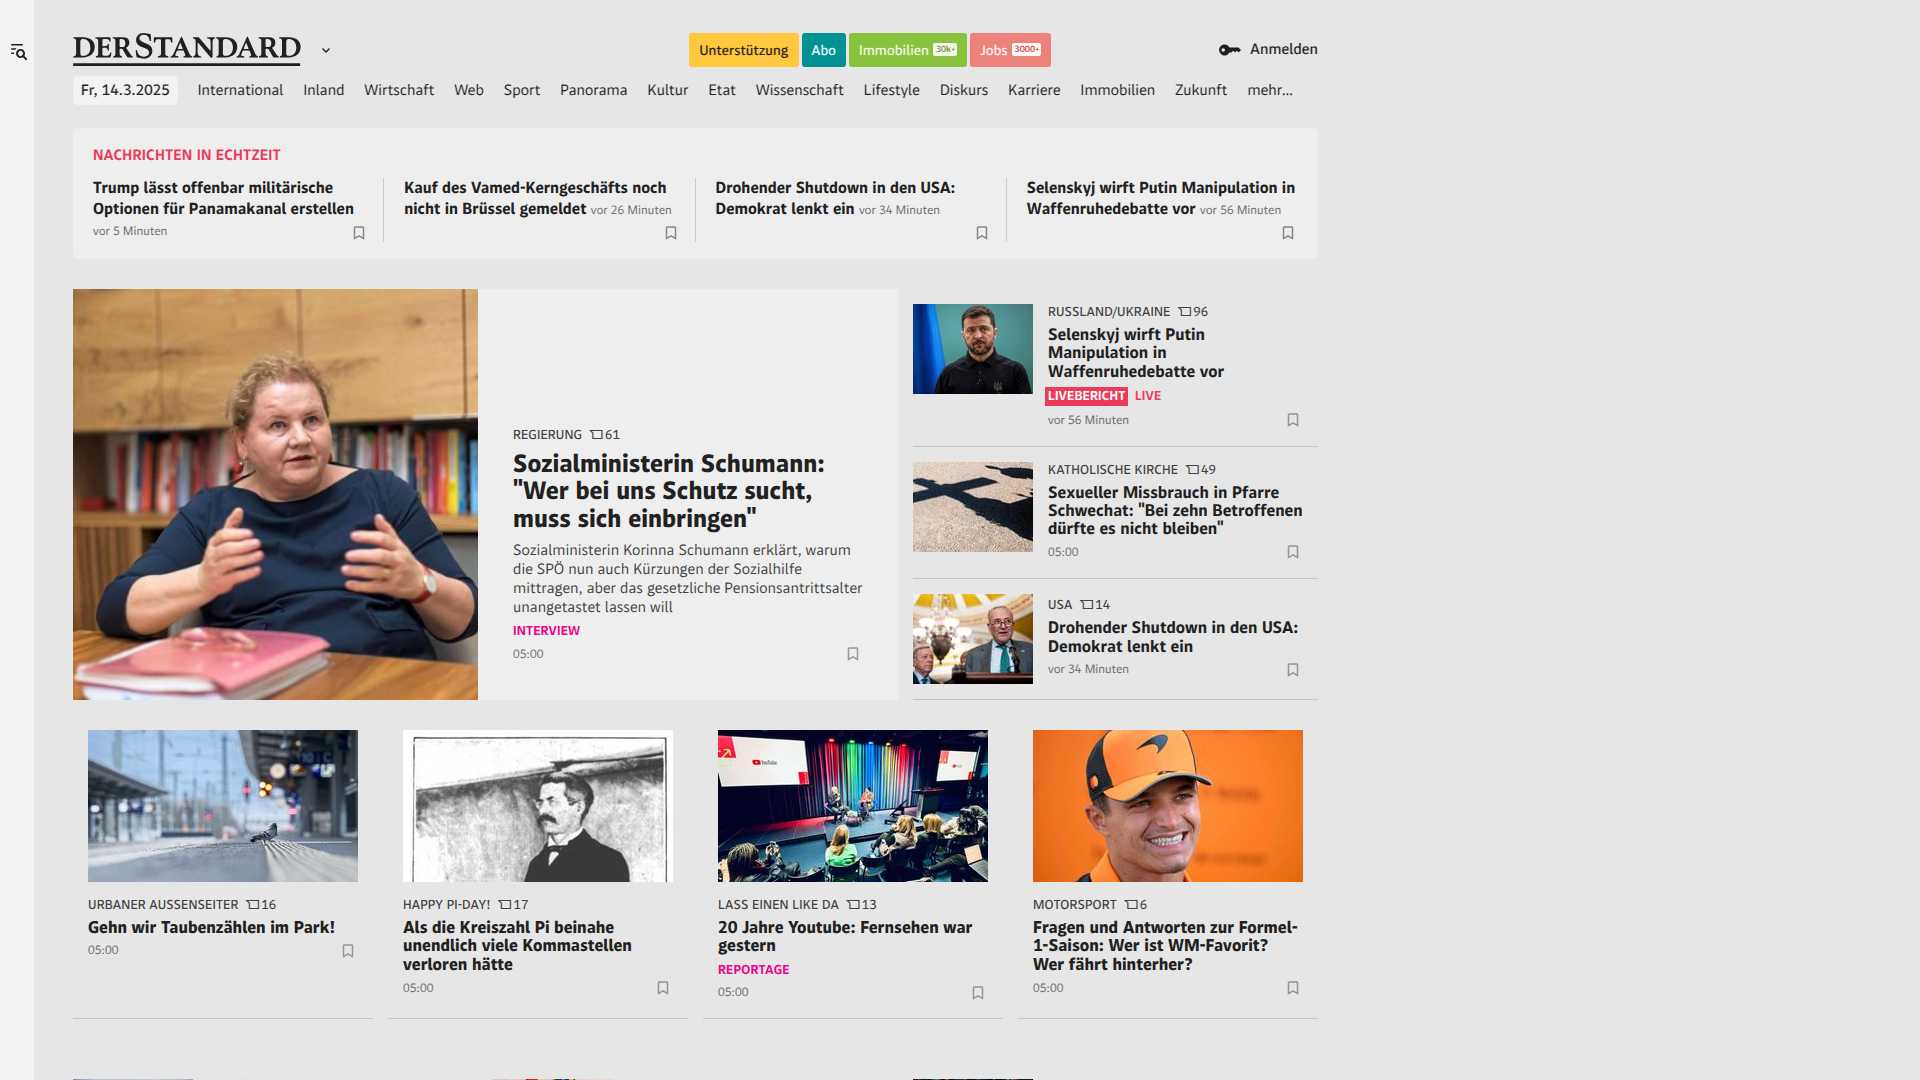 DERSTANDARD
Unterstützung
Abo
Immobilien 30k+
Jobs 3000+
Anmelden
Fr, 14.3.2025
International
Inland
Wirtschaft
Web
Sport
Panorama
Kultur
Etat
Wissenschaft
Lifestyle
Diskurs
Karriere
Immobilien
Zukunft
mehr...
NACHRICHTEN IN ECHTZEIT
Trump lässt offenbar militärische
Optionen für Panamakanal erstellen
vor 5 Minuten
Kauf des Vamed-Kerngeschäfts noch
nicht in Brüssel gemeldet vor 26 Minuten
Drohender Shutdown in den USA:
Demokrat lenkt ein vor 34 Minuten
Selenskyj wirft Putin Manipulation in
Waffenruhedebatte vor vor 56 Minuten
REGIERUNG 61
Sozialministerin Schumann:
"Wer bei uns Schutz sucht,
muss sich einbringen"
Sozialministerin Korinna Schumann erklärt, warum
die SPÖ nun auch Kürzungen der Sozialhilfe
mittragen, aber das gesetzliche Pensionsantrittsalter
unangetastet lassen will
INTERVIEW
05:00
RUSSLAND/UKRAINE 96
Selenskyj wirft Putin
Manipulation in
Waffenruhedebatte vor
LIVEBERICHT LIVE
vor 56 Minuten
KATHOLISCHE KIRCHE 49
Sexueller Missbrauch in Pfarre
Schwechat: "Bei zehn Betroffenen
dürfte es nicht bleiben"
05:00
USA 14
Drohender Shutdown in den USA:
Demokrat lenkt ein
vor 34 Minuten
URBANER AUSSENSEITER 16
Gehn wir Taubenzählen im Park!
05:00
HAPPY PI-DAY! 17
Als die Kreiszahl Pi beinahe
unendlich viele Kommastellen
verloren hätte
05:00
YouTube
LASS EINEN LIKE DA 13
20 Jahre Youtube: Fernsehen war
gestern
REPORTAGE
05:00
MOTORSPORT 6
Fragen und Antworten zur Formel-
1-Saison: Wer ist WM-Favorit?
Wer fährt hinterher?
05:00